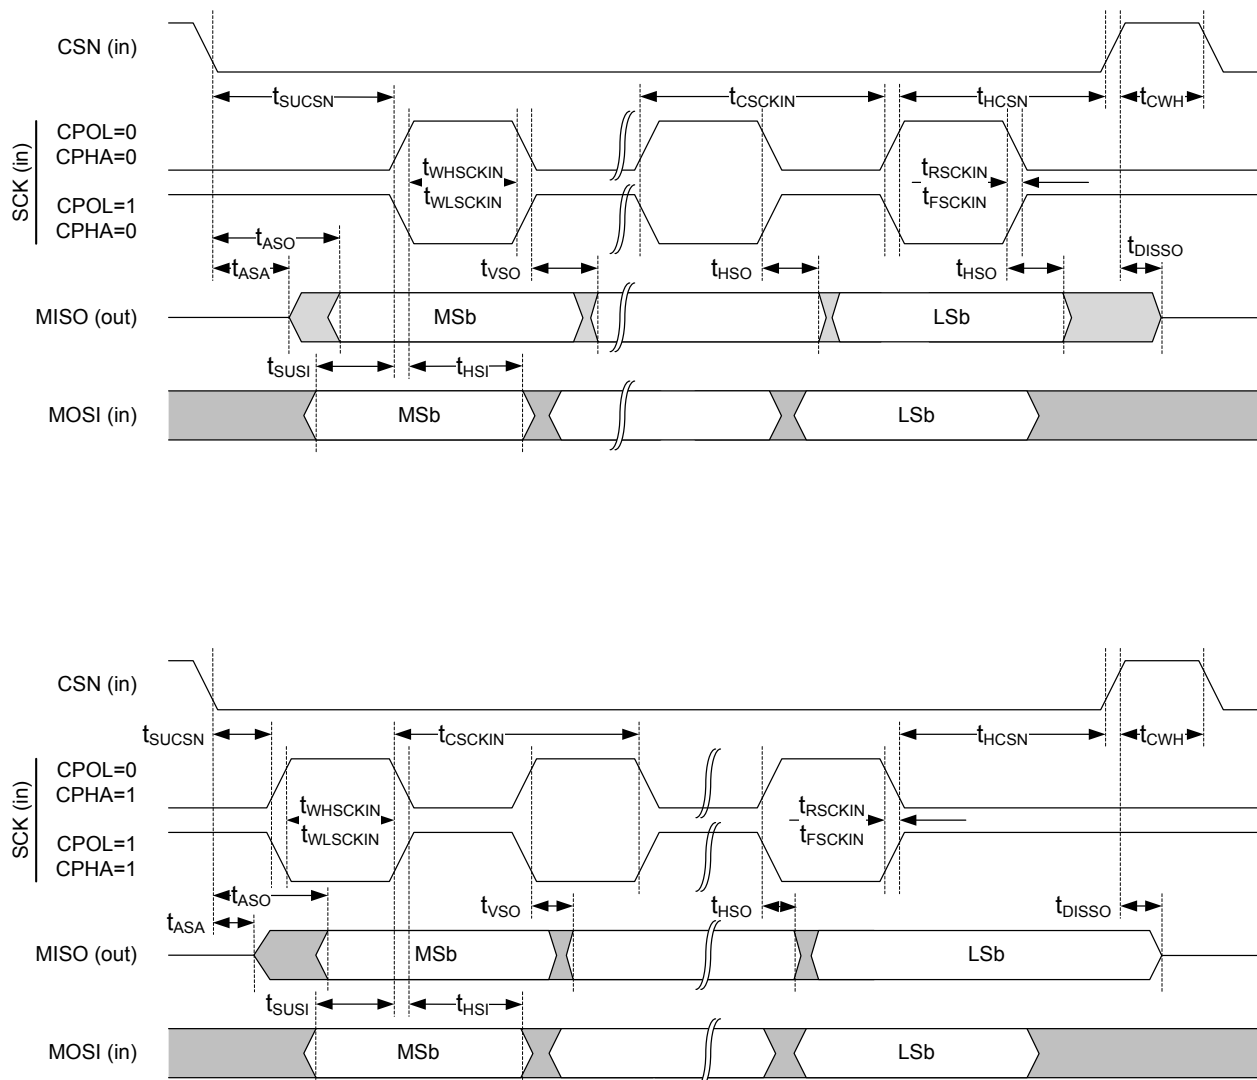 CSN (in)
tSUCSN
tCSCKIN
tHCSN
tCWH
SCK (in)
CPOL=0
CPHA=0
tWHSCKIN
tWLSCKIN
tRSCKIN
tFSCKIN
CPOL=1
CPHA=0
tASO
tASA
tVSO
tHSO
tHSO
tDISSO
MISO (out)
MSb
LSb
tSUSI
tHSI
MOSI (in)
MSb
LSb
CSN (in)
tSUCSN
tCSCKIN
tHCSN
tCWH
SCK (in)
CPOL=0
CPHA=1
tWHSCKIN
tWLSCKIN
tRSCKIN
tFSCKIN
CPOL=1
CPHA=1
tASO
tASA
tVSO
tHSO
tDISSO
MISO (out)
MSb
LSb
tSUSI
tHSI
MOSI (in)
MSb
LSb